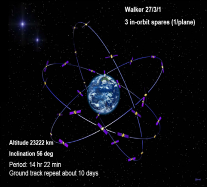 Walker 27/3/1
3 in-orbit spares (1/plane)
Altitude 23222 km
Inclination 56 deg
Period: 14 hr 22 min
Ground track repeat about 10 days